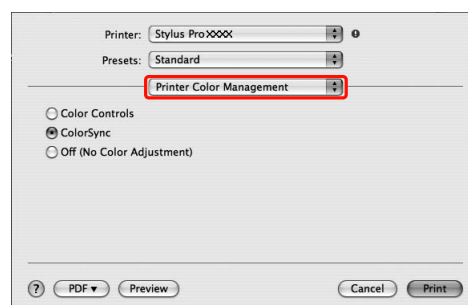 Printer: Stylus Pro XXXX
Presets: Standard
Printer Color Management
Color Controls
ColorSync
Off (No Color Adjustment)
? PDF▼ Preview Cancel Print